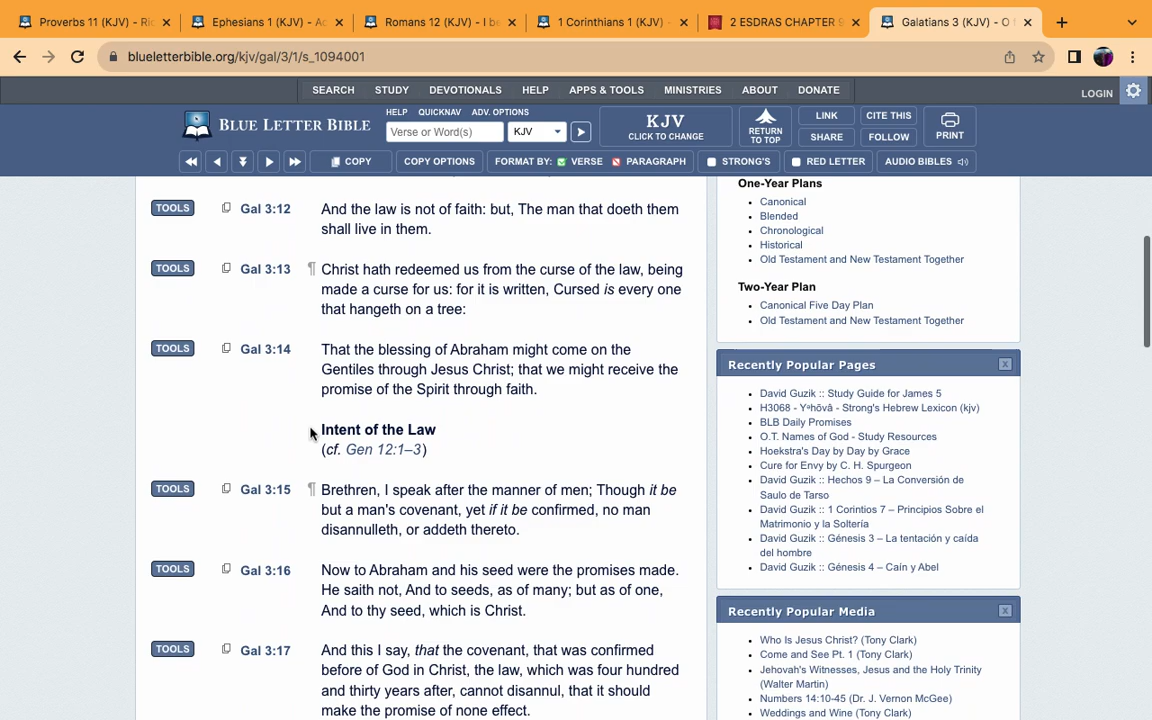 Proverbs 11 (KJV) - Ric
Ephesians 1 (KJV) - Ac
Romans 12 (KJV) - I be
1 Corinthians 1 (KJV) -
2 ESDRAS CHAPTER 9
Galatians 3 (KJV) - O f
blueletterbible.org/kjv/gal/3/1/s_1094001
SEARCH STUDY DEVOTIONALS HELP APPS & TOOLS MINISTRIES ABOUT DONATE LOGIN
BLUE LETTER BIBLE
HELP QUICKNAV ADV. OPTIONS
Verse or Word(s) KJV
KJV
CLICK TO CHANGE
RETURN
TO TOP
LINK CITE THIS
SHARE FOLLOW
PRINT
COPY COPY OPTIONS FORMAT BY: VERSE PARAGRAPH STRONG'S RED LETTER AUDIO BIBLES
TOOLS Gal 3:12 And the law is not of faith: but, The man that doeth them
shall live in them.
TOOLS Gal 3:13 ¶ Christ hath redeemed us from the curse of the law, being
made a curse for us: for it is written, Cursed is every one
that hangeth on a tree:
TOOLS Gal 3:14 That the blessing of Abraham might come on the
Gentiles through Jesus Christ; that we might receive the
promise of the Spirit through faith.
Intent of the Law
(cf. Gen 12:1–3)
TOOLS Gal 3:15 ¶ Brethren, I speak after the manner of men; Though it be
but a man's covenant, yet if it be confirmed, no man
disannulleth, or addeth thereto.
TOOLS Gal 3:16 Now to Abraham and his seed were the promises made.
He saith not, And to seeds, as of many; but as of one,
And to thy seed, which is Christ.
TOOLS Gal 3:17 And this I say, that the covenant, that was confirmed
before of God in Christ, the law, which was four hundred
and thirty years after, cannot disannul, that it should
make the promise of none effect.
One-Year Plans
Canonical
Blended
Chronological
Historical
Old Testament and New Testament Together
Two-Year Plan
Canonical Five Day Plan
Old Testament and New Testament Together
Recently Popular Pages x
David Guzik :: Study Guide for James 5
H3068 - Yᵊhōvâ - Strong's Hebrew Lexicon (kjv)
BLB Daily Promises
O.T. Names of God - Study Resources
Hoekstra's Day by Day by Grace
Cure for Envy by C. H. Spurgeon
David Guzik :: Hechos 9 – La Conversión de
Saulo de Tarso
David Guzik :: 1 Corintios 7 – Principios Sobre el
Matrimonio y la Soltería
David Guzik :: Génesis 3 – La tentación y caída
del hombre
David Guzik :: Génesis 4 – Caín y Abel
Recently Popular Media x
Who Is Jesus Christ? (Tony Clark)
Come and See Pt. 1 (Tony Clark)
Jehovah's Witnesses, Jesus and the Holy Trinity
(Walter Martin)
Numbers 14:10-45 (Dr. J. Vernon McGee)
Weddings and Wine (Tony Clark)